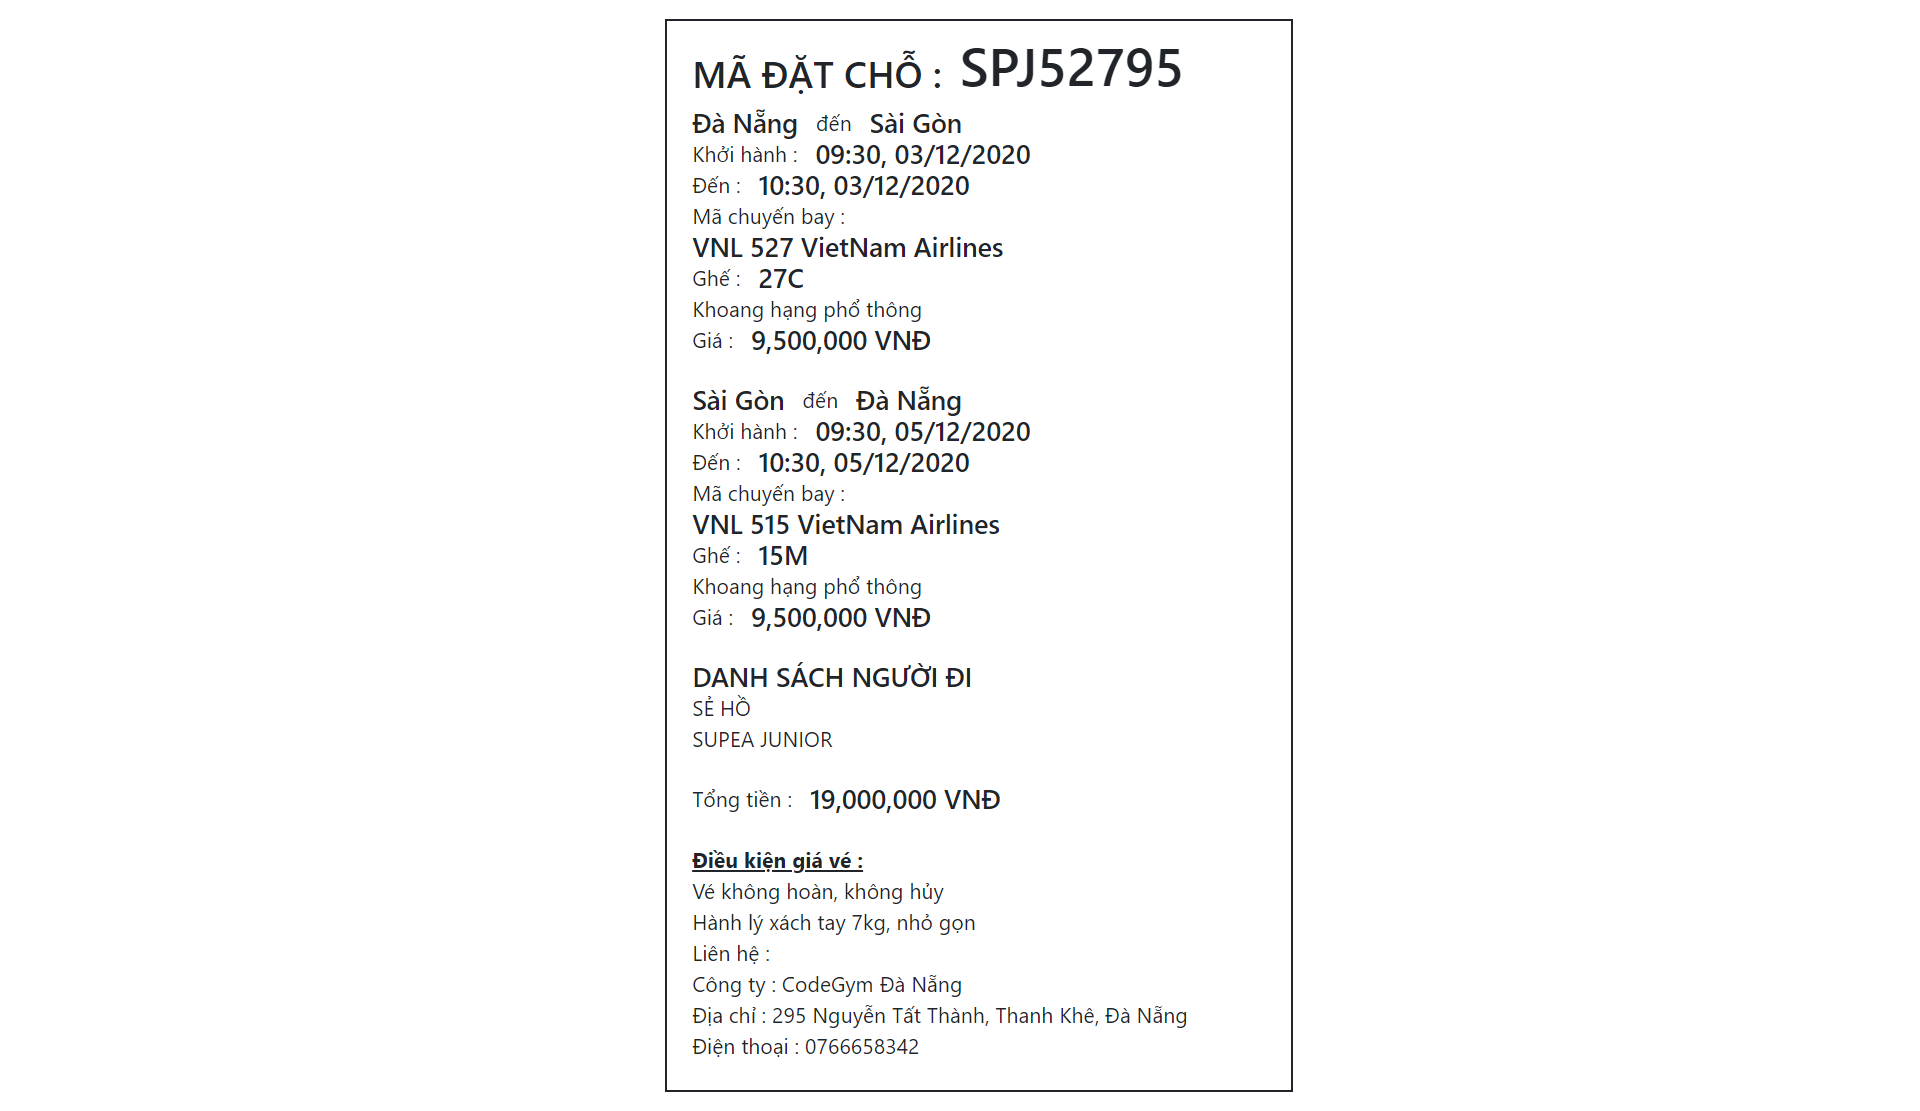 MÃ ĐẶT CHỖ : SPJ52795
Đà Nẵng đến Sài Gòn
Khởi hành : 09:30, 03/12/2020
Đến : 10:30, 03/12/2020
Mã chuyến bay :
VNL 527 VietNam Airlines
Ghế : 27C
Khoang hạng phổ thông
Giá : 9,500,000 VNĐ
Sài Gòn đến Đà Nẵng
Khởi hành : 09:30, 05/12/2020
Đến : 10:30, 05/12/2020
Mã chuyến bay :
VNL 515 VietNam Airlines
Ghế : 15M
Khoang hạng phổ thông
Giá : 9,500,000 VNĐ
DANH SÁCH NGƯỜI ĐI
SẺ HỒ
SUPEA JUNIOR
Tổng tiền : 19,000,000 VNĐ
Điều kiện giá vé :
Vé không hoàn, không hủy
Hành lý xách tay 7kg, nhỏ gọn
Liên hệ :
Công ty : CodeGym Đà Nẵng
Địa chỉ : 295 Nguyễn Tất Thành, Thanh Khê, Đà Nẵng
Điện thoại : 0766658342